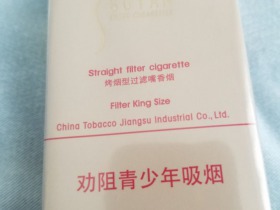 Straight filter cigarette
烤烟型过滤嘴香烟
Filter King Size
China Tobacco Jiangsu Industrial Co., Ltd.
劝阻青少年吸烟